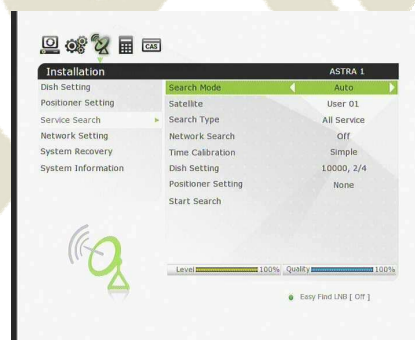 CAS
Installation ASTRA 1
Dish Setting
Positioner Setting
Service Search
Network Setting
System Recovery
System Information
Search Mode Auto
Satellite User 01
Search Type All Service
Network Search Off
Time Calibration Simple
Dish Setting 10000, 2/4
Positioner Setting None
Start Search
Level 100% Quality 100%
Easy Find LNB [ Off ]